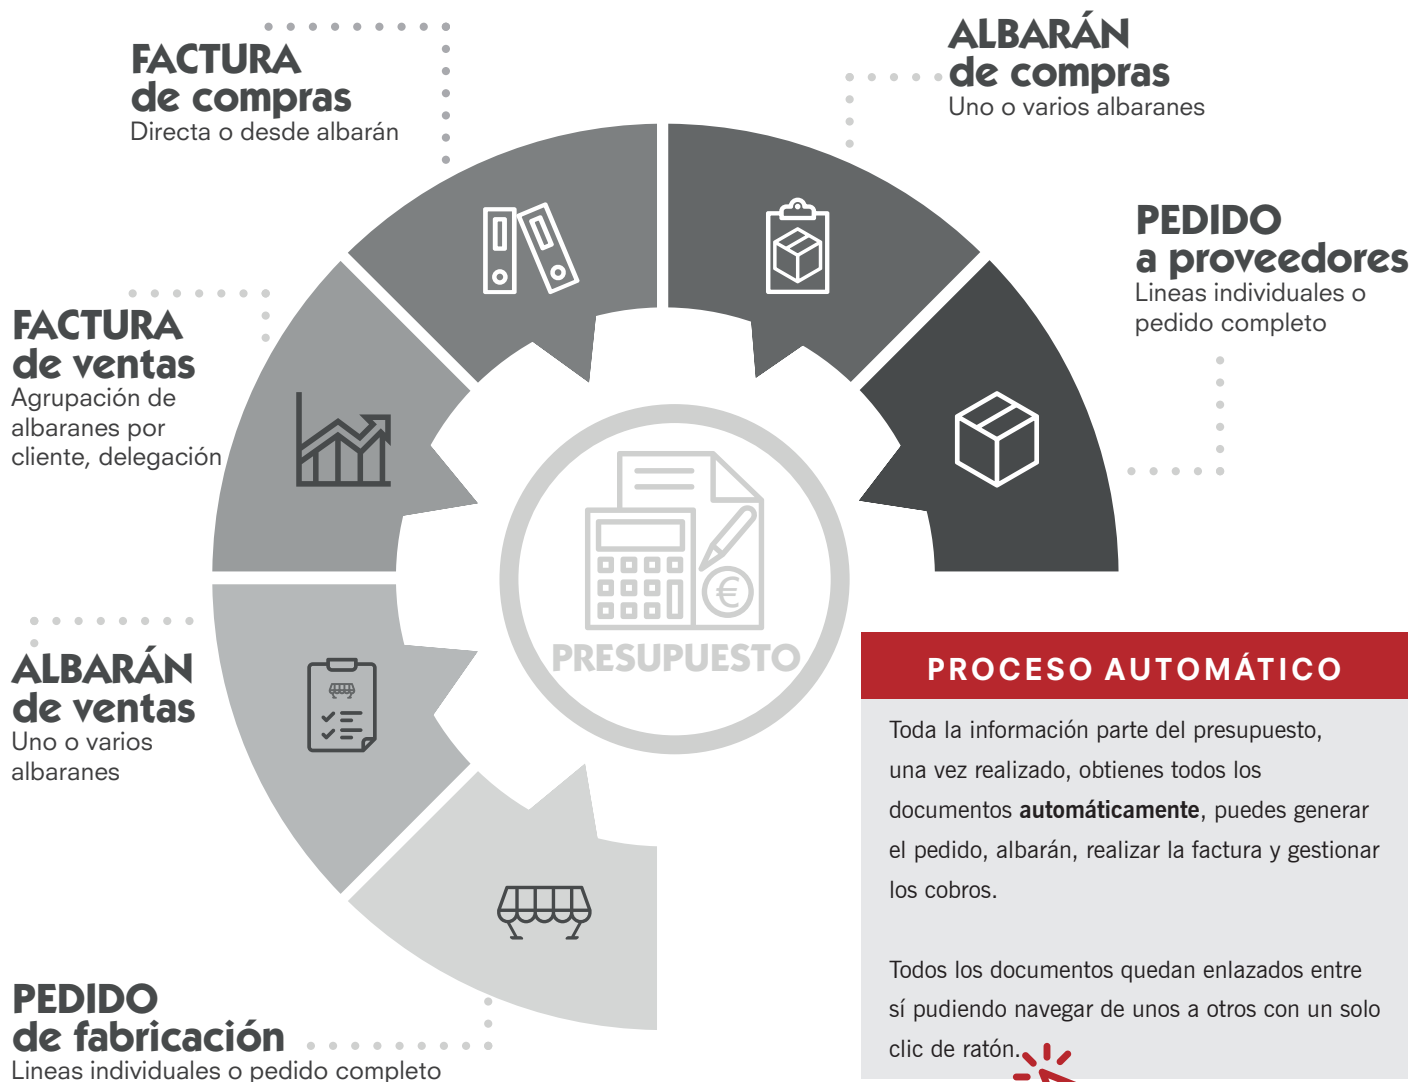 FACTURA
de compras
Directa o desde albarán
ALBARÁN
de compras
Uno o varios albaranes
PEDIDO
a proveedores
Lineas individuales o
pedido completo
FACTURA
de ventas
Agrupación de
albaranes por
cliente, delegación
€
PRESUPUESTO
ALBARÁN
de ventas
Uno o varios
albaranes
PEDIDO
de fabricación
Lineas individuales o pedido completo
PROCESO AUTOMÁTICO
Toda la información parte del presupuesto,
una vez realizado, obtienes todos los
documentos automáticamente, puedes generar
el pedido, albarán, realizar la factura y gestionar
los cobros.
Todos los documentos quedan enlazados entre
sí pudiendo navegar de unos a otros con un solo
clic de ratón.